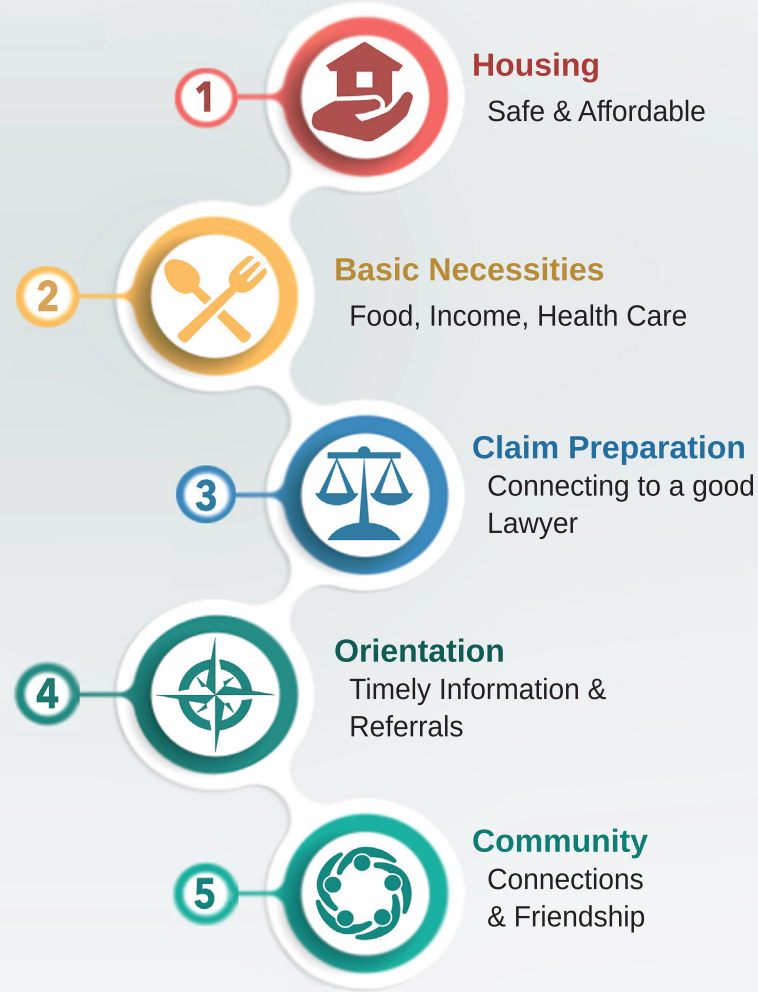 1
Housing
Safe & Affordable
2
Basic Necessities
Food, Income, Health Care
3
Claim Preparation
Connecting to a good
Lawyer
4
Orientation
Timely Information &
Referrals
5
Community
Connections
& Friendship